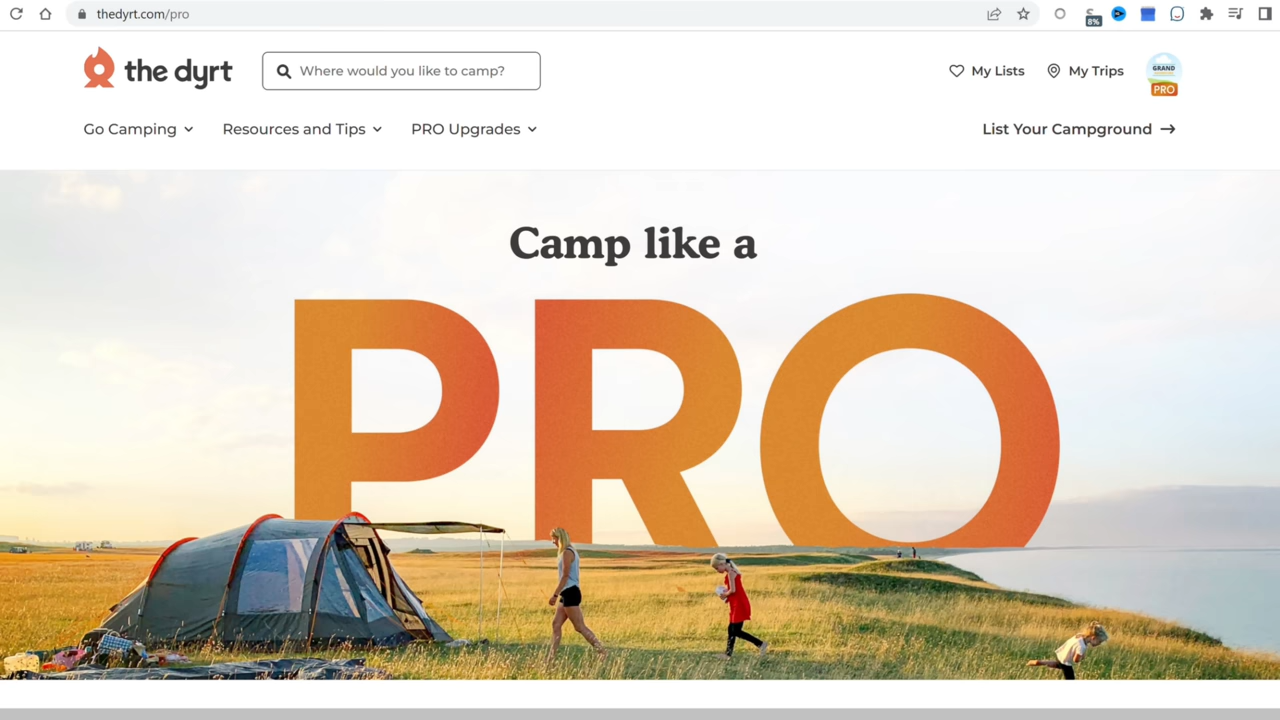 thedyrt.com/pro
8%
the dyrt
Where would you like to camp?
My Lists
My Trips
GRAND
PRO
Go Camping
Resources and Tips
PRO Upgrades
List Your Campground
Camp like a
PRO